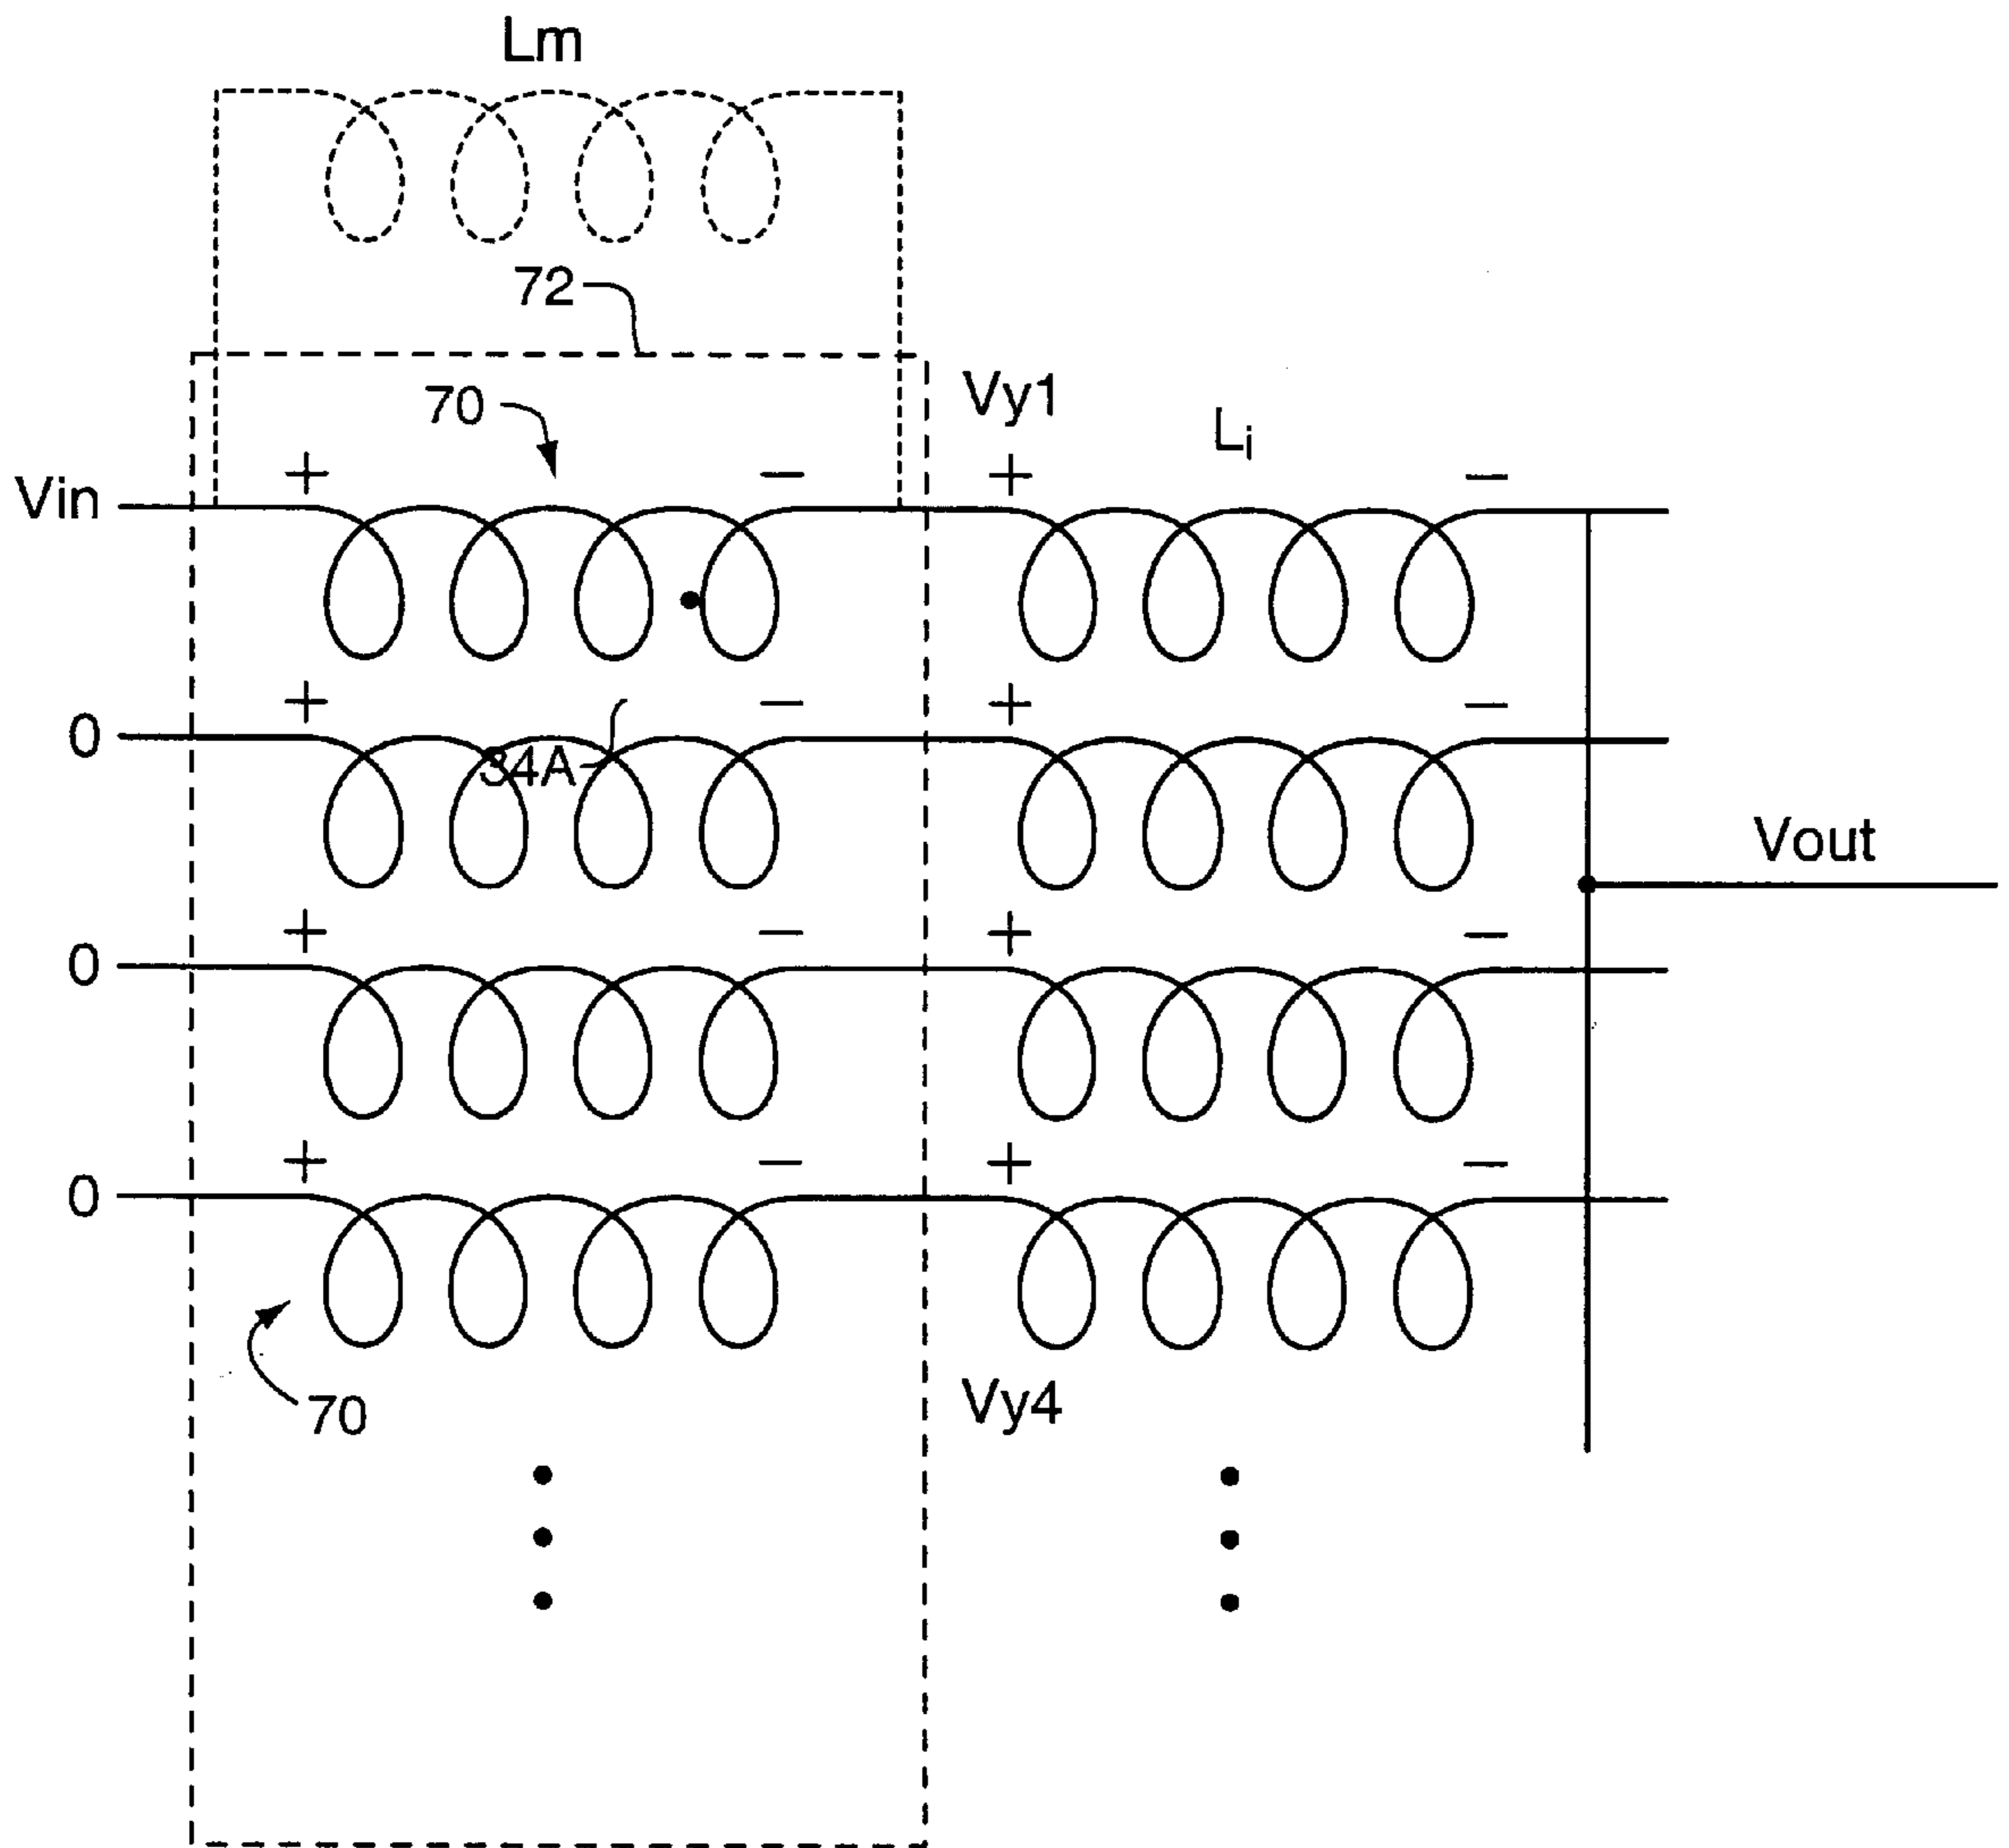 Lm
72
70
Vy1
Li
+ − + −
Vin
+ − + −
0
34A
Vout
+ − + −
0
+ − + −
0
70
Vy4